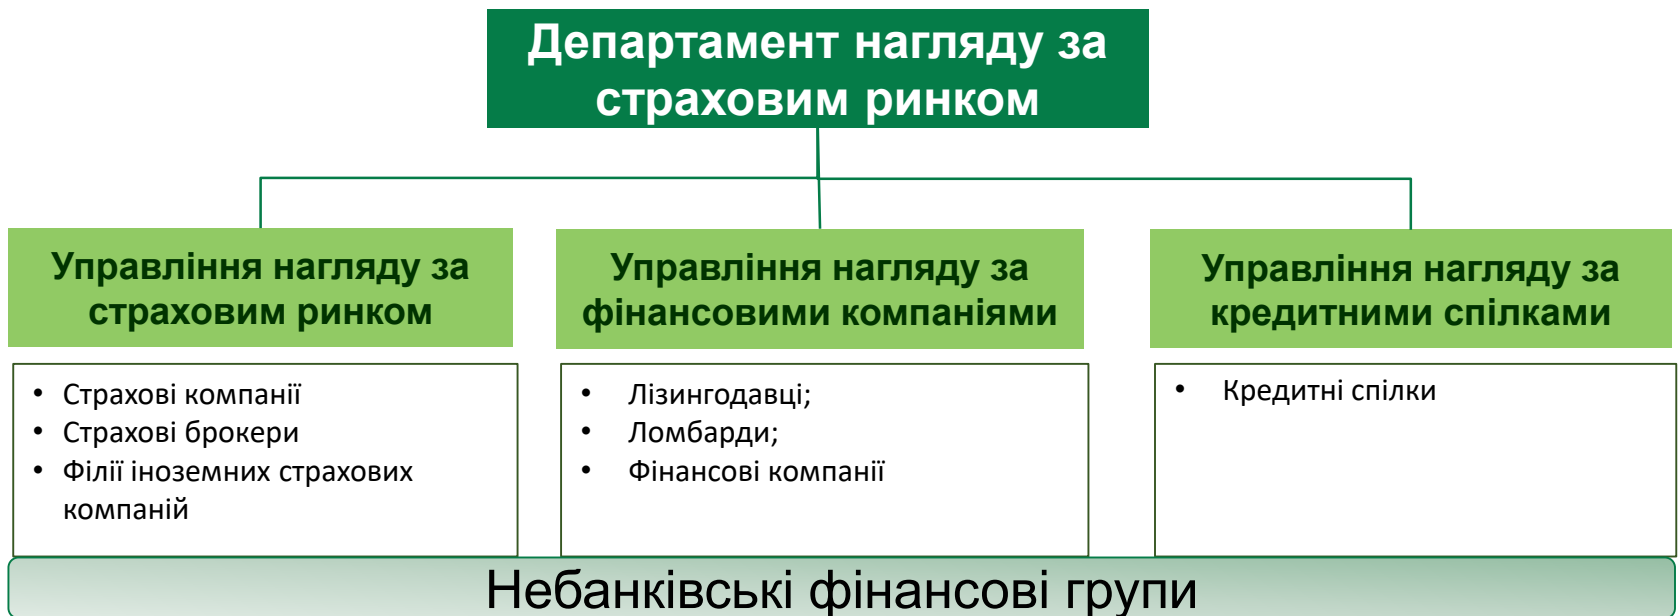 Департамент нагляду за
страховим ринком
Управління нагляду за
страховим ринком
Управління нагляду за
фінансовими компаніями
Управління нагляду за
кредитними спілками
• Страхові компанії
• Страхові брокери
• Філії іноземних страхових
компаній
• Лізингодавці;
• Ломбарди;
• Фінансові компанії
• Кредитні спілки
Небанківські фінансові групи